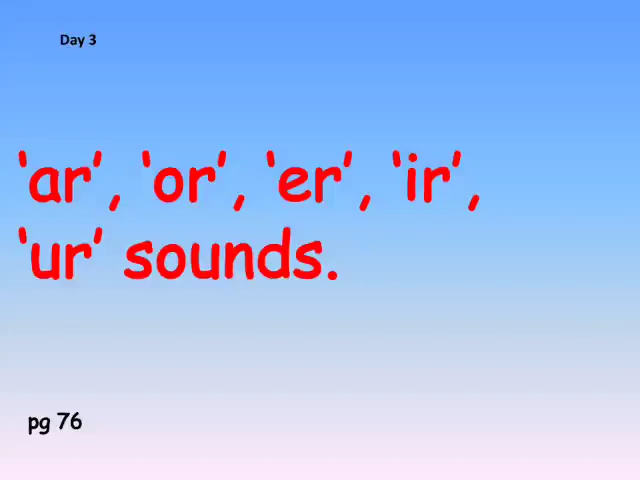 Day 3
‘ar’, ‘or’, ‘er’, ‘ir’,
‘ur’ sounds.
pg 76